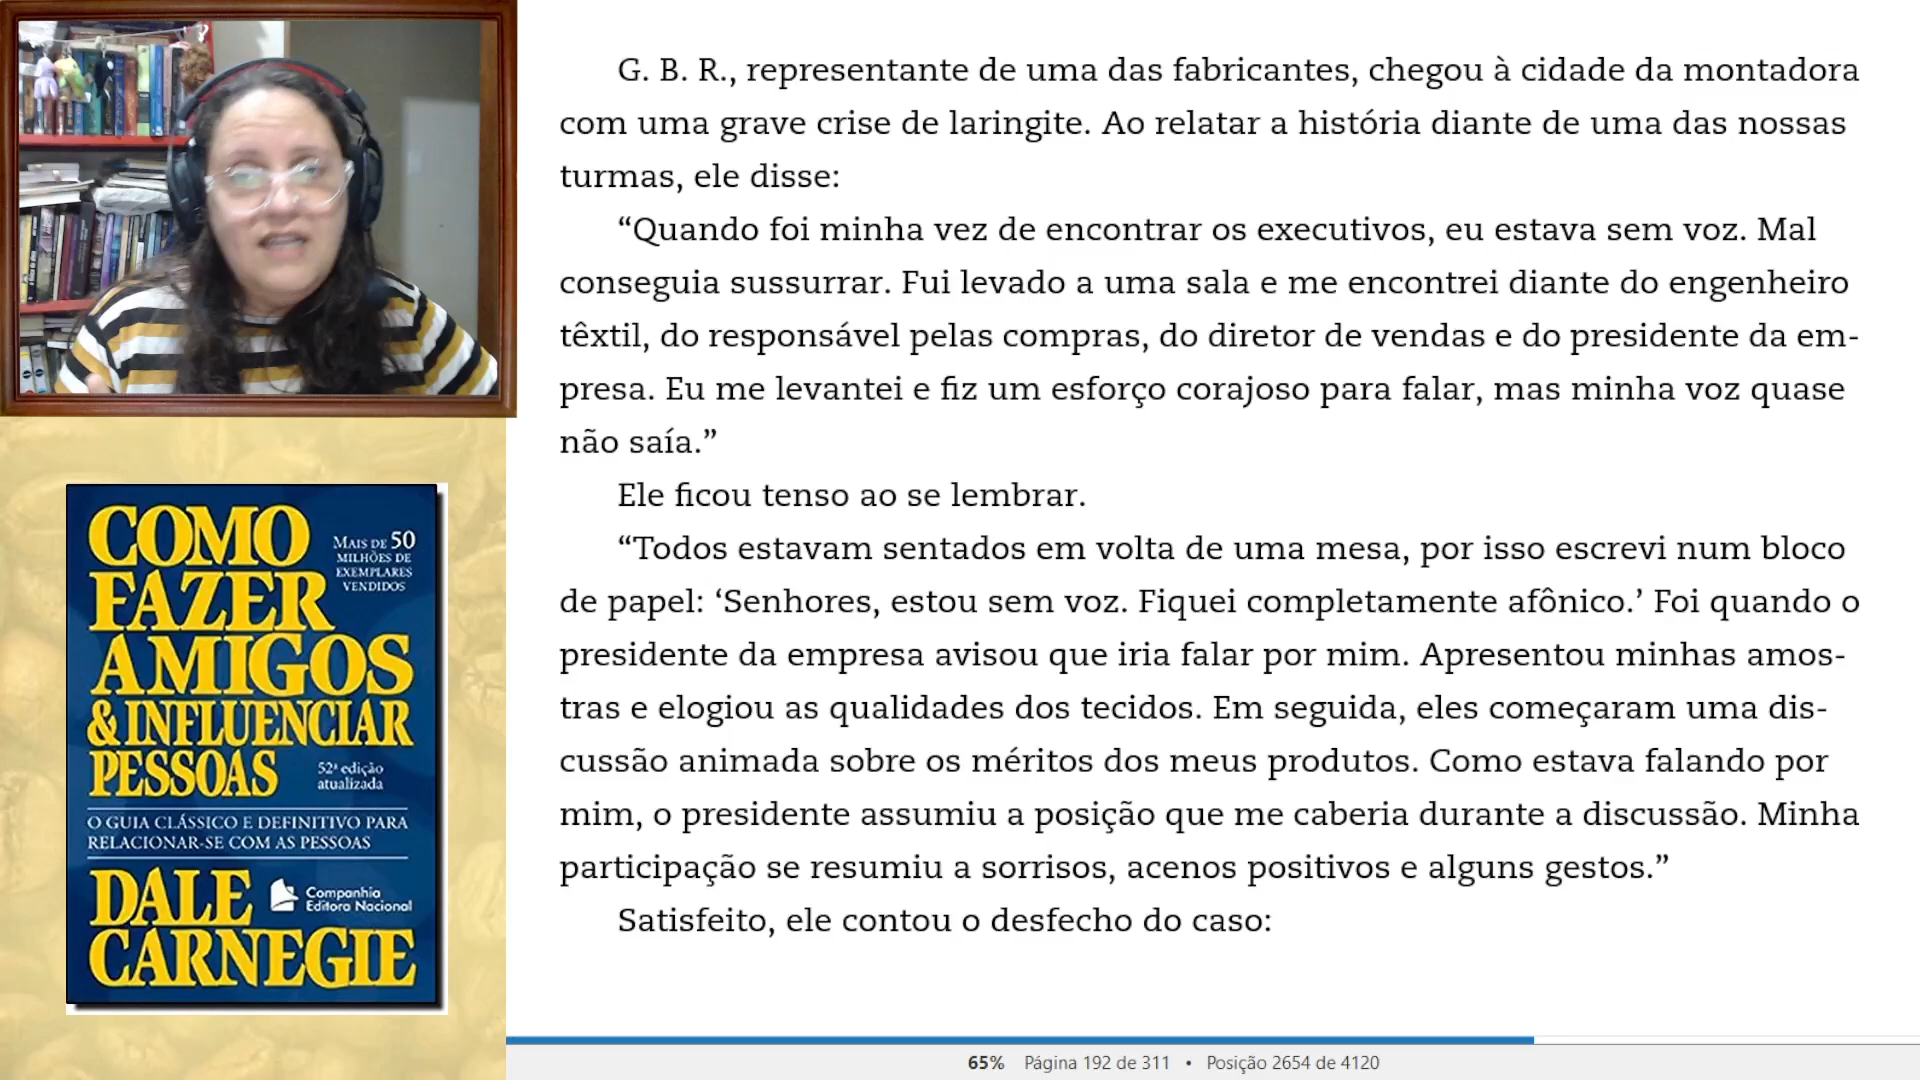 G. B. R., representante de uma das fabricantes, chegou à cidade da montadora
com uma grave crise de laringite. Ao relatar a história diante de uma das nossas
turmas, ele disse:
“Quando foi minha vez de encontrar os executivos, eu estava sem voz. Mal
conseguia sussurrar. Fui levado a uma sala e me encontrei diante do engenheiro
têxtil, do responsável pelas compras, do diretor de vendas e do presidente da em-
presa. Eu me levantei e fiz um esforço corajoso para falar, mas minha voz quase
não saía.”
Ele ficou tenso ao se lembrar.
“Todos estavam sentados em volta de uma mesa, por isso escrevi num bloco
de papel: ‘Senhores, estou sem voz. Fiquei completamente afônico.’ Foi quando o
presidente da empresa avisou que iria falar por mim. Apresentou minhas amos-
tras e elogiou as qualidades dos tecidos. Em seguida, eles começaram uma dis-
cussão animada sobre os méritos dos meus produtos. Como estava falando por
mim, o presidente assumiu a posição que me caberia durante a discussão. Minha
participação se resumiu a sorrisos, acenos positivos e alguns gestos.”
Satisfeito, ele contou o desfecho do caso:
65% Página 192 de 311 • Posição 2654 de 4120
COMO
FAZER
AMIGOS
& INFLUENCIAR
PESSOAS
MAIS DE 50
MILHÕES DE
EXEMPLARES
VENDIDOS
52ª edição
atualizada
O GUIA CLÁSSICO E DEFINITIVO PARA
RELACIONAR-SE COM AS PESSOAS
DALE
CARNEGIE
Companhia
Editora Nacional